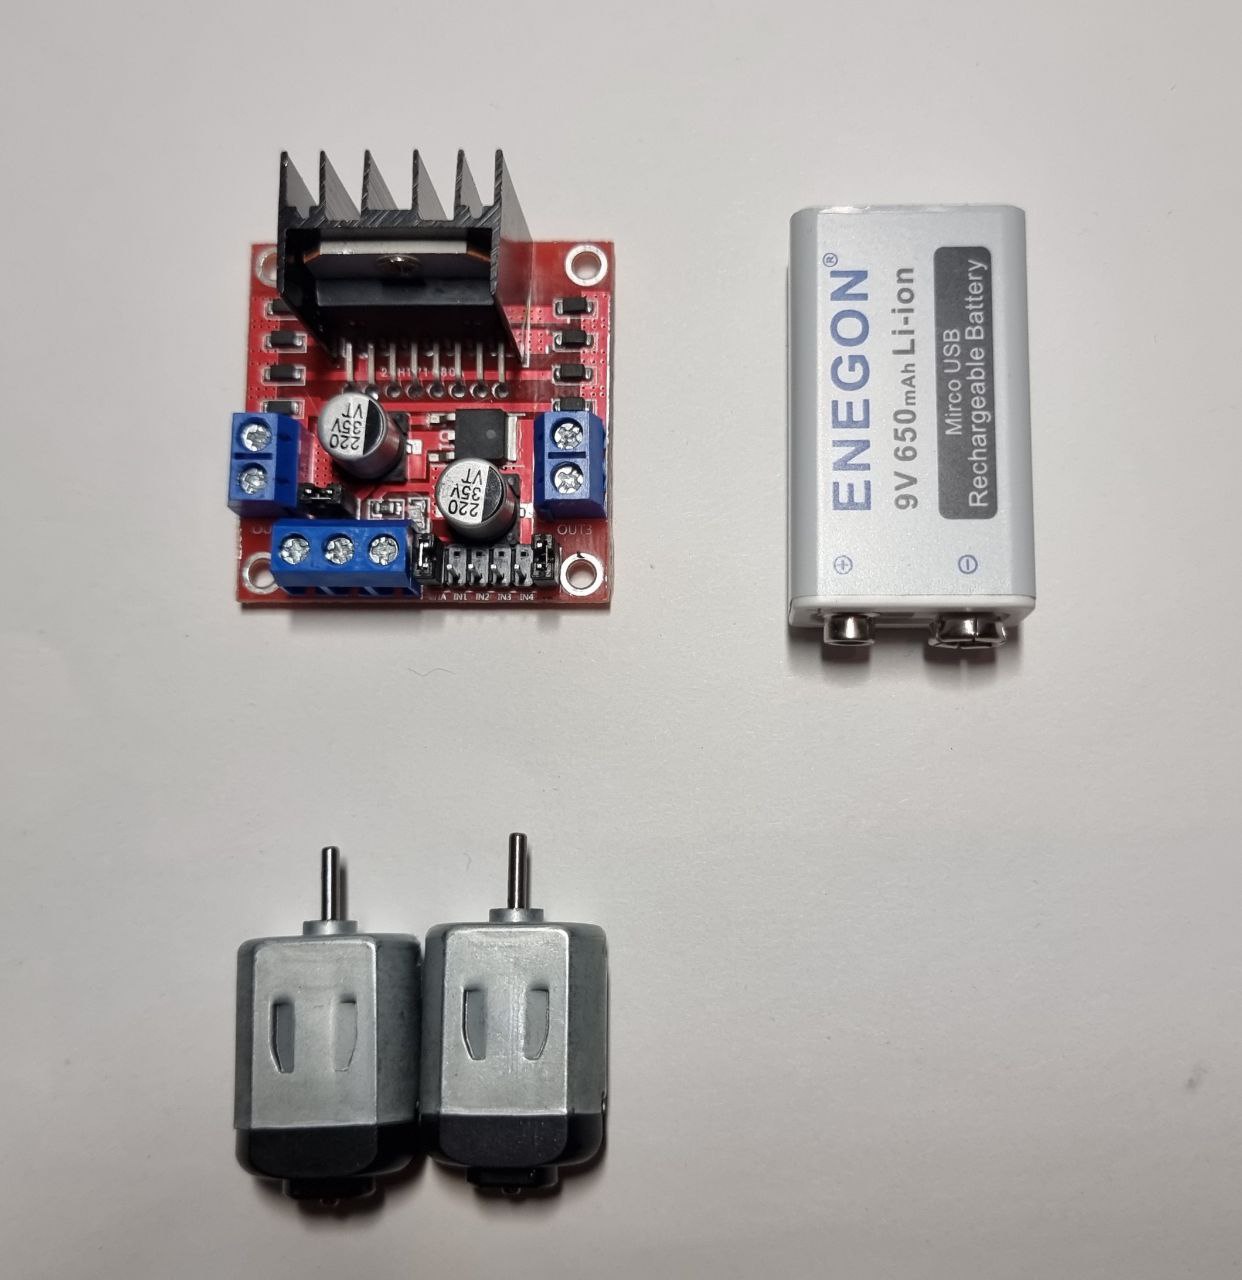 220
35V
VT
220
35V
VT
OUT3
IN1 IN2 IN3 IN4
ENEGON®
9V 650mAh Li-ion
Mirco USB
Rechargeable Battery
+
−